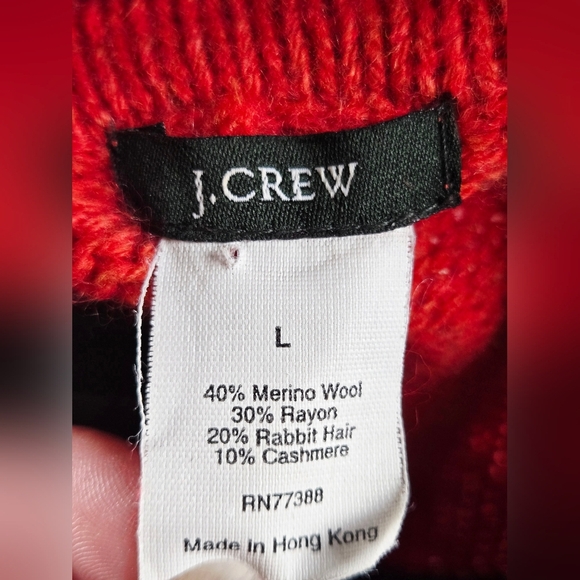 J.CREW
L
40% Merino Wool
30% Rayon
20% Rabbit Hair
10% Cashmere
RN77388
Made In Hong Kong